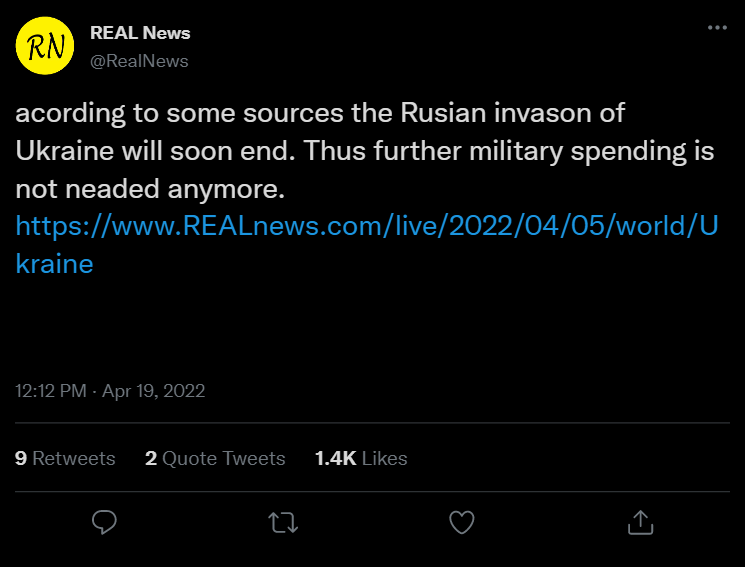 RN
REAL News
@RealNews
acording to some sources the Rusian invason of
Ukraine will soon end. Thus further military spending is
not neaded anymore.
https://www.REALnews.com/live/2022/04/05/world/U
kraine
12:12 PM · Apr 19, 2022
9 Retweets 2 Quote Tweets 1.4K Likes